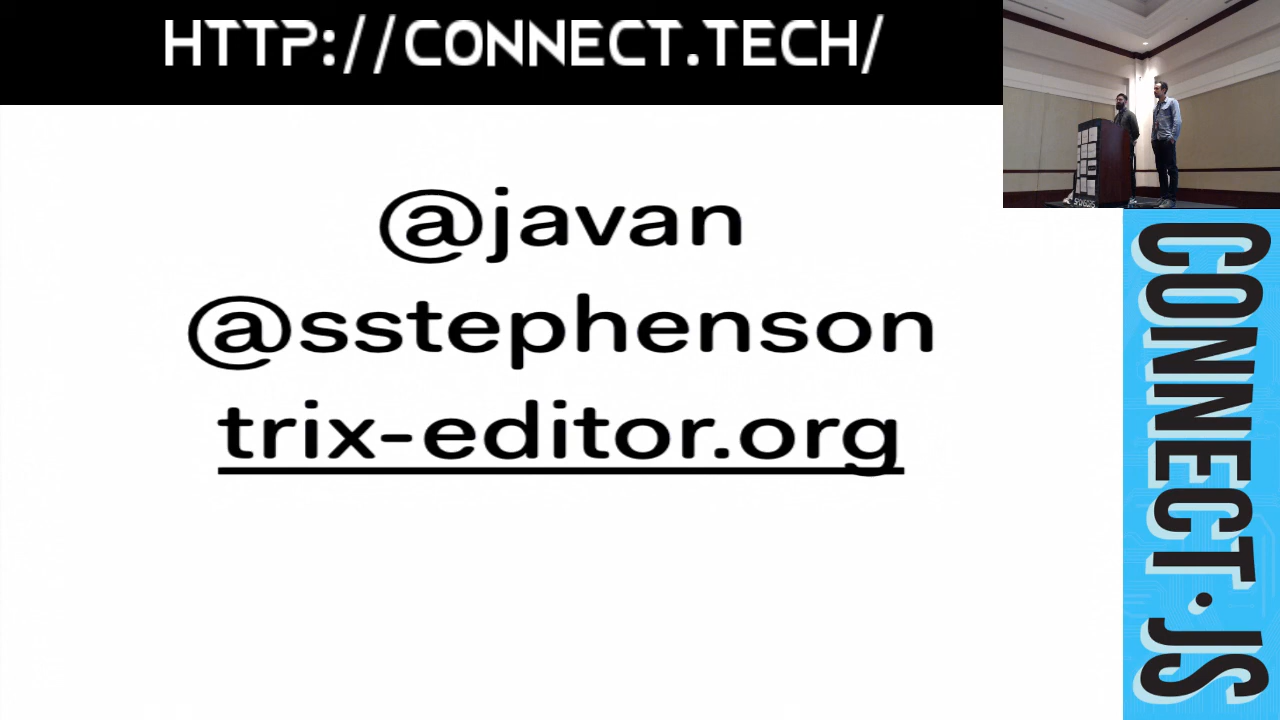 HTTP://CONNECT.TECH/
@javan
@sstephenson
trix-editor.org
CONNECT.JS